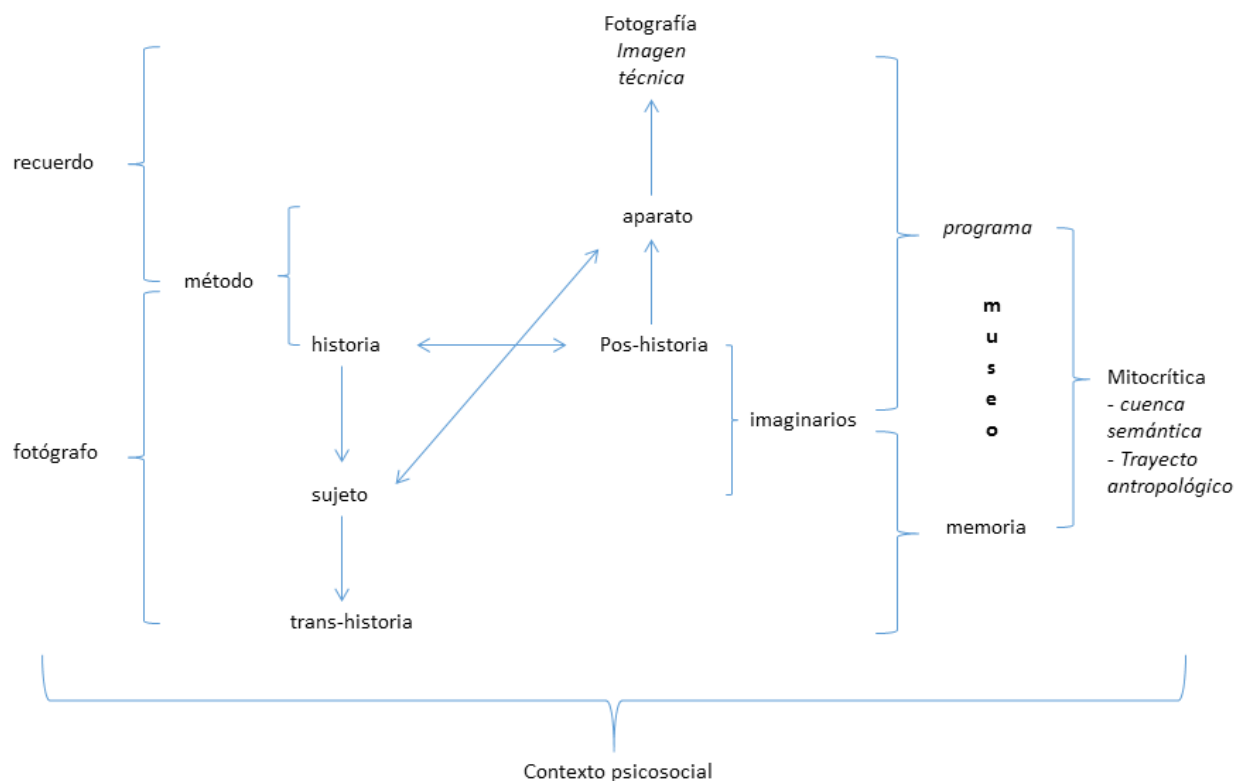 Fotografía
Imagen
técnica
recuerdo
aparato
programa
método
m
u
s
e
o
historia
Pos-historia
Mitocrítica
- cuenca
semántica
- Trayecto
antropológico
imaginarios
fotógrafo
sujeto
memoria
trans-historia
Contexto psicosocial